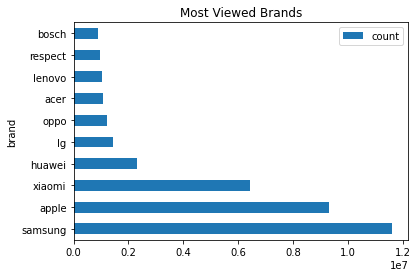 Most Viewed Brands
count
brand
bosch
respect
lenovo
acer
oppo
lg
huawei
xiaomi
apple
samsung
0.0 0.2 0.4 0.6 0.8 1.0 1.2
1e7